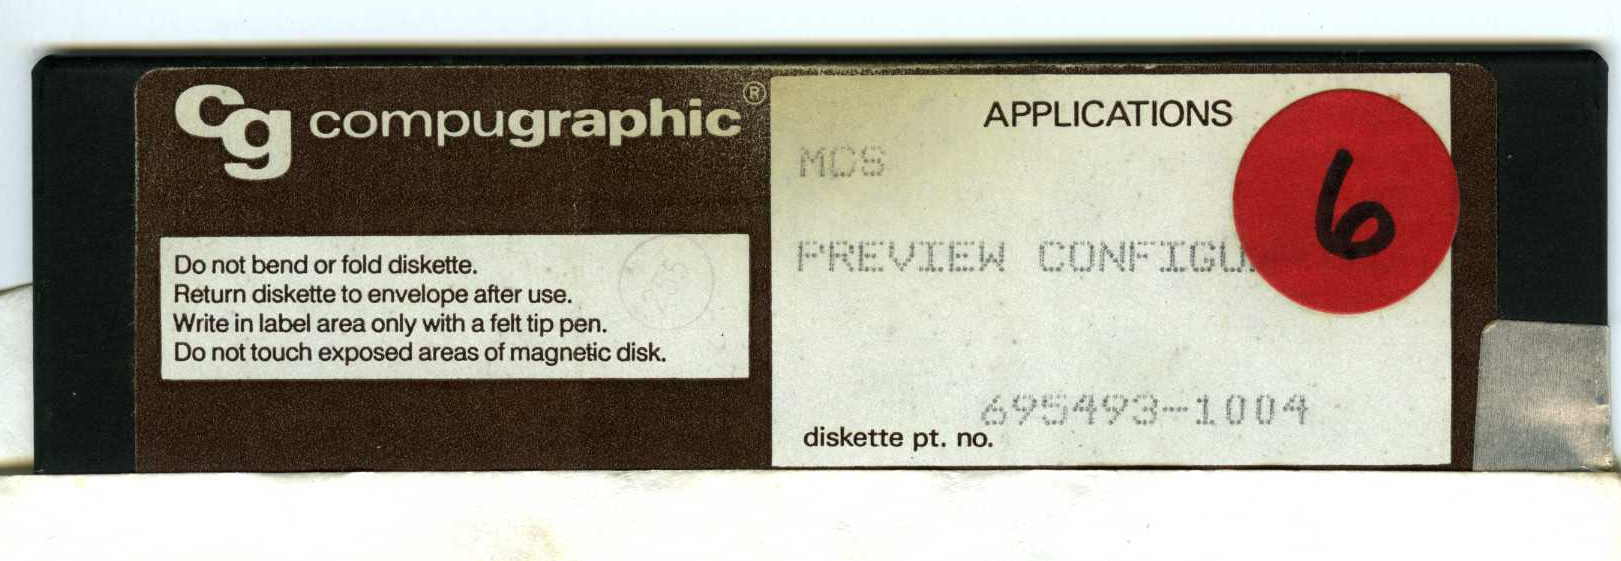 cg compugraphic®
Do not bend or fold diskette.
Return diskette to envelope after use.
Write in label area only with a felt tip pen.
Do not touch exposed areas of magnetic disk.
APPLICATIONS
6
MCS
PREVIEW
695493-1004
diskette pt. no.